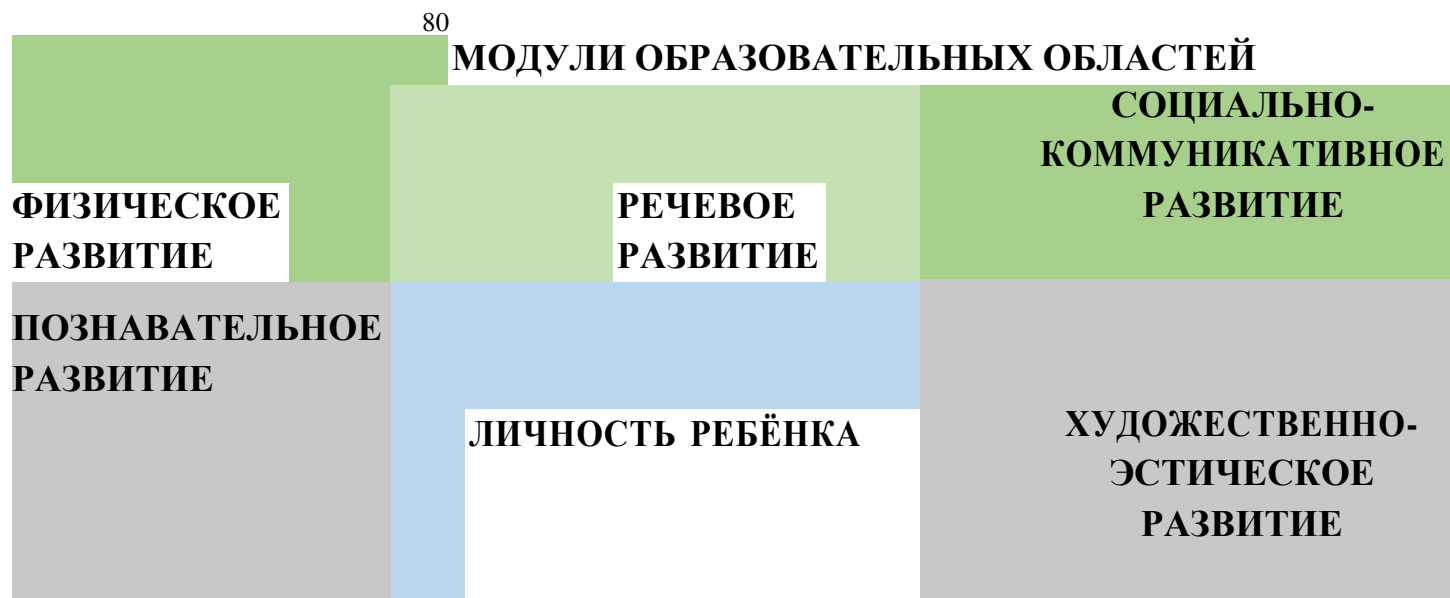 80
МОДУЛИ ОБРАЗОВАТЕЛЬНЫХ ОБЛАСТЕЙ
ФИЗИЧЕСКОЕ
РАЗВИТИЕ
РЕЧЕВОЕ
РАЗВИТИЕ
СОЦИАЛЬНО-
КОММУНИКАТИВНОЕ
РАЗВИТИЕ
ПОЗНАВАТЕЛЬНОЕ
РАЗВИТИЕ
ЛИЧНОСТЬ РЕБЁНКА
ХУДОЖЕСТВЕННО-
ЭСТИЧЕСКОЕ
РАЗВИТИЕ